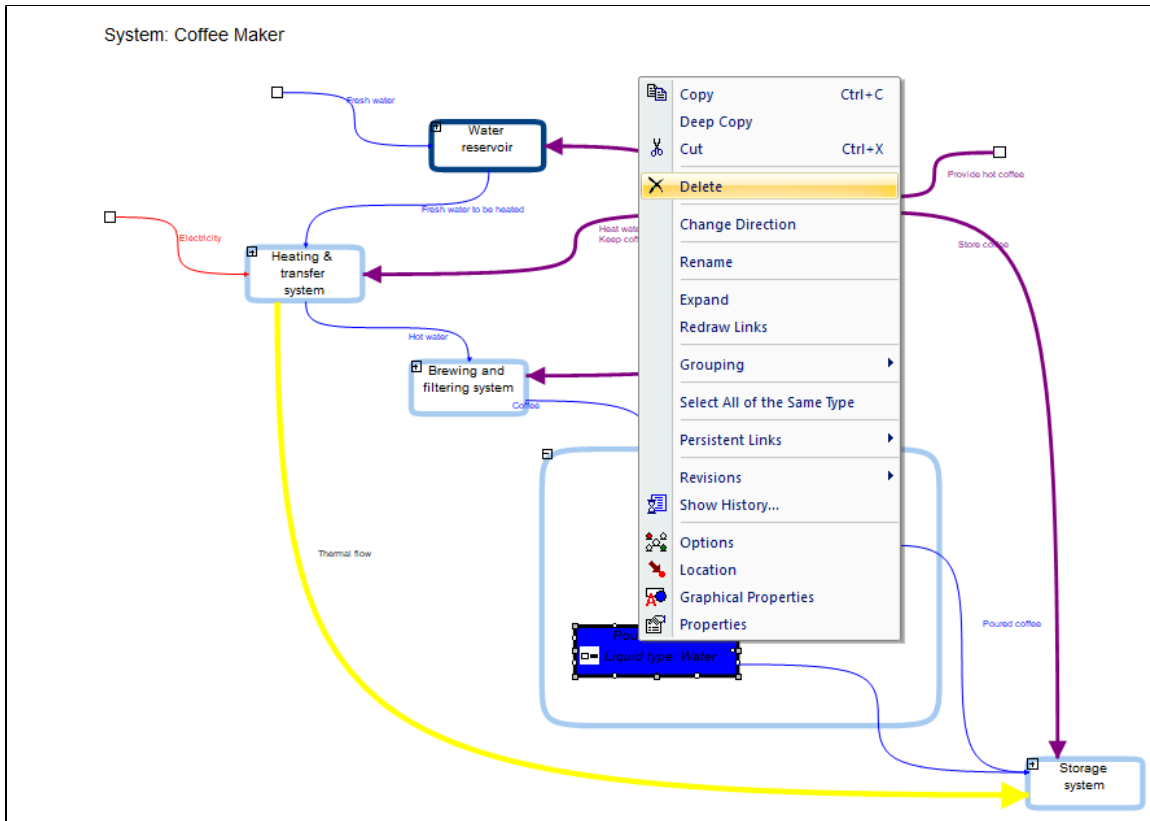 System: Coffee Maker
Fresh water
Water
reservoir
Provide hot coffee
Fresh water to be heated
Electricity
Heat
Keep
Store coffee
Heating &
transfer
system
Hot water
Brewing and
filtering system
Coffee
Thermal flow
Poured coffee
Liquid type: Water
Storage
system
Copy Ctrl+C
Deep Copy
Cut Ctrl+X
Delete
Change Direction
Rename
Expand
Redraw Links
Grouping
Select All of the Same Type
Persistent Links
Revisions
Show History...
Options
Location
Graphical Properties
Properties